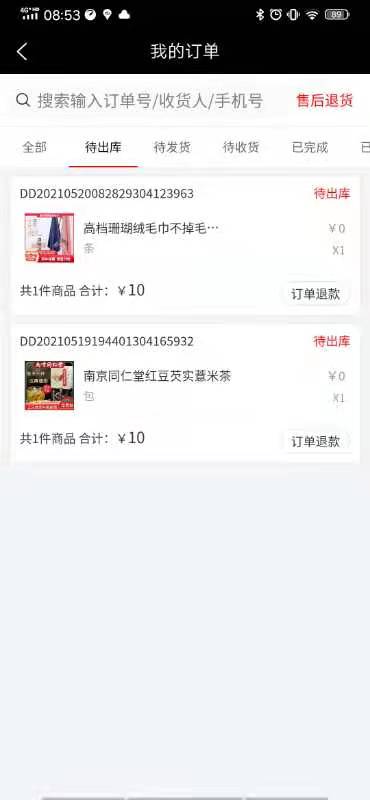 4G+HD 08:53 89
我的订单
搜索输入订单号/收货人/手机号 售后退货
全部 待出库 待发货 待收货 已完成
DD20210520082829304123963 待出库
高档珊瑚绒毛巾不掉毛… ￥0
条 X1
共1件商品 合计：￥10 订单退款
DD20210519194401304165932 待出库
南京同仁堂红豆芡实薏米茶 ￥0
包 X1
共1件商品 合计：￥10 订单退款